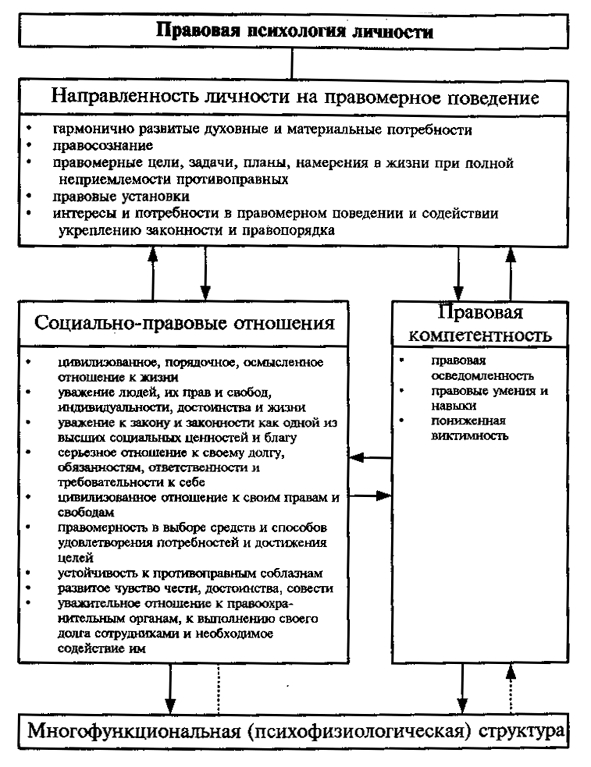 Правовая психология личности
Направленность личности на правомерное поведение
• гармонично развитые духовные и материальные потребности
• правосознание
• правомерные цели, задачи, планы, намерения в жизни при полной
неприемлемости противоправных
• правовые установки
• интересы и потребности в правомерном поведении и содействии
укреплению законности и правопорядка
Социально-правовые отношения
• цивилизованное, порядочное, осмысленное
отношение к жизни
• уважение людей, их прав и свобод,
индивидуальности, достоинства и жизни
• уважение к закону и законности как одной из
высших социальных ценностей и благу
• серьезное отношение к своему долгу,
обязанностям, ответственности и
требовательности к себе
• цивилизованное отношение к своим правам и
свободам
• правомерность в выборе средств и способов
удовлетворения потребностей и достижения
целей
• устойчивость к противоправным соблазнам
• развитое чувство чести, достоинства, совести
• уважительное отношение к правоохра-
нительным органам, к выполнению своего
долга сотрудниками и необходимое
содействие им
Правовая
компетентность
• правовая
осведомленность
• правовые умения и
навыки
• пониженная
виктимность
Многофункциональная (психофизиологическая) структура